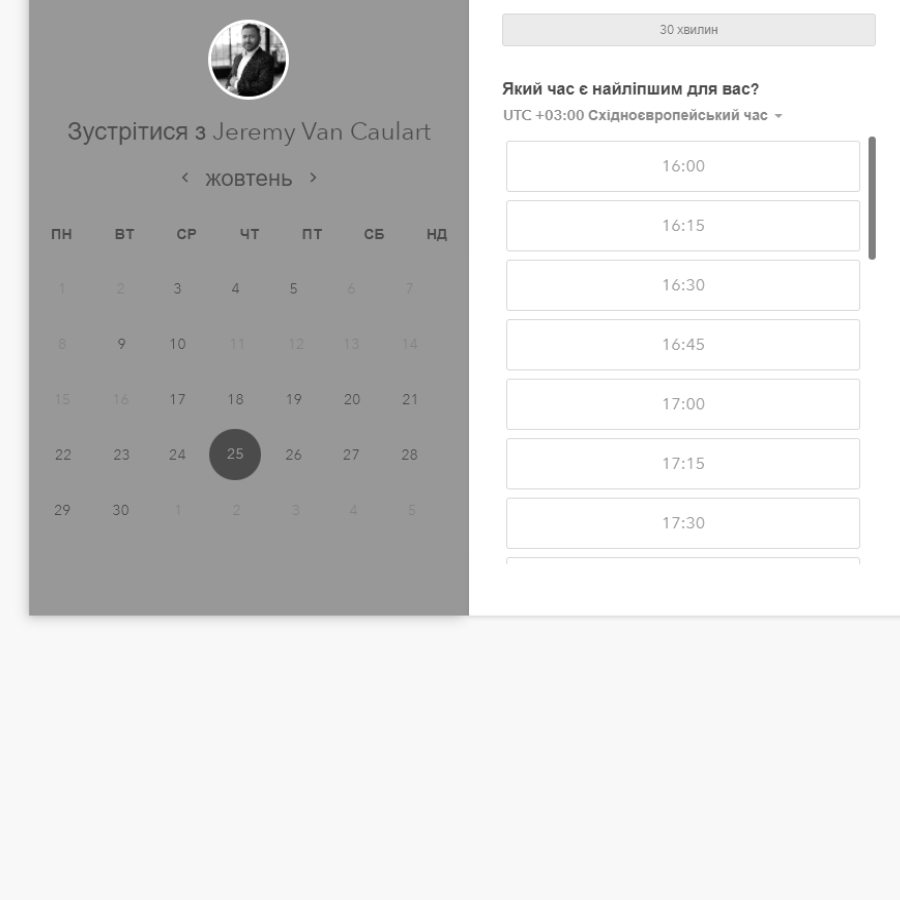 Зустрітися з Jeremy Van Caulart
жовтень
ПН ВТ СР ЧТ ПТ СБ НД
1 2 3 4 5 6 7
8 9 10 11 12 13 14
15 16 17 18 19 20 21
22 23 24 25 26 27 28
29 30 1 2 3 4 5
30 хвилин
Який час є найліпшим для вас?
UTC +03:00 Східноєвропейський час
16:00
16:15
16:30
16:45
17:00
17:15
17:30